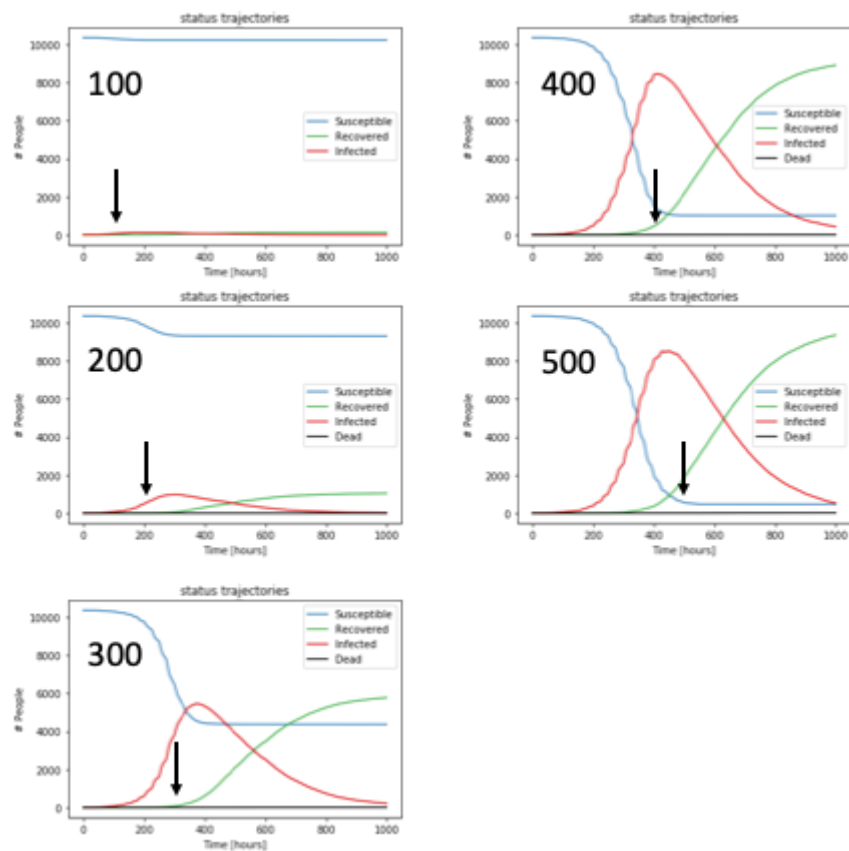 status trajectories
10000
8000
6000
4000
2000
0
# People
100
Susceptible
Recovered
Infected
0 200 400 600 800 1000
Time [hours]
status trajectories
10000
8000
6000
4000
2000
0
# People
400
Susceptible
Recovered
Infected
Dead
0 200 400 600 800 1000
Time [hours]
status trajectories
10000
8000
6000
4000
2000
0
# People
200
Susceptible
Recovered
Infected
Dead
0 200 400 600 800 1000
Time [hours]
status trajectories
10000
8000
6000
4000
2000
0
# People
500
Susceptible
Recovered
Infected
Dead
0 200 400 600 800 1000
Time [hours]
status trajectories
10000
8000
6000
4000
2000
0
# People
300
Susceptible
Recovered
Infected
Dead
0 200 400 600 800 1000
Time [hours]